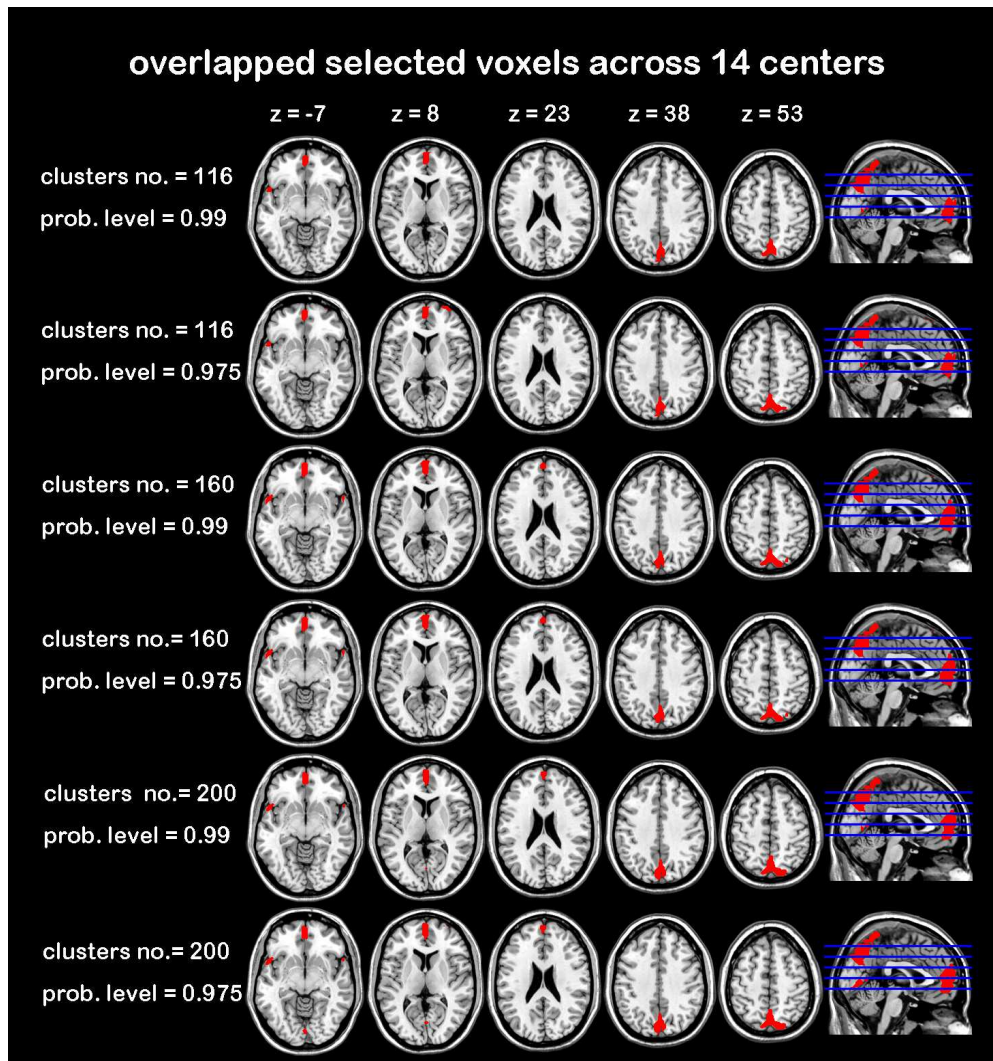 overlapped selected voxels across 14 centers
z = -7 z = 8 z = 23 z = 38 z = 53
clusters no. = 116
prob. level = 0.99
clusters no. = 116
prob. level = 0.975
clusters no. = 160
prob. level = 0.99
clusters no.= 160
prob. level = 0.975
clusters no.= 200
prob. level = 0.99
clusters no.= 200
prob. level = 0.975